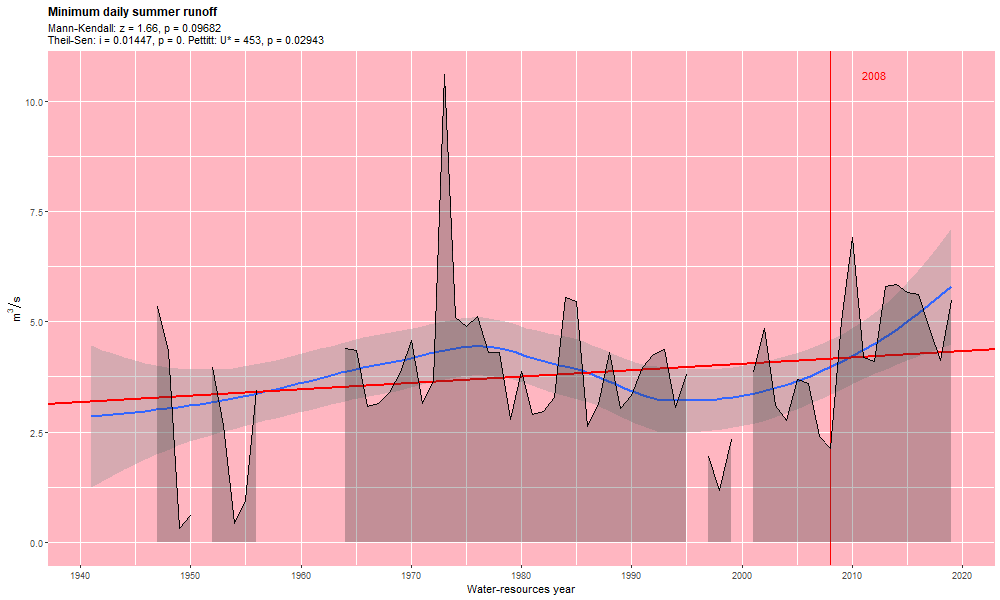 Minimum daily summer runoff
Mann-Kendall: z = 1.66, p = 0.09682
Theil-Sen: i = 0.01447, p = 0. Pettitt: U* = 453, p = 0.02943
2008
10.0
7.5
5.0
2.5
0.0
m³/s
1940 1950 1960 1970 1980 1990 2000 2010 2020
Water-resources year